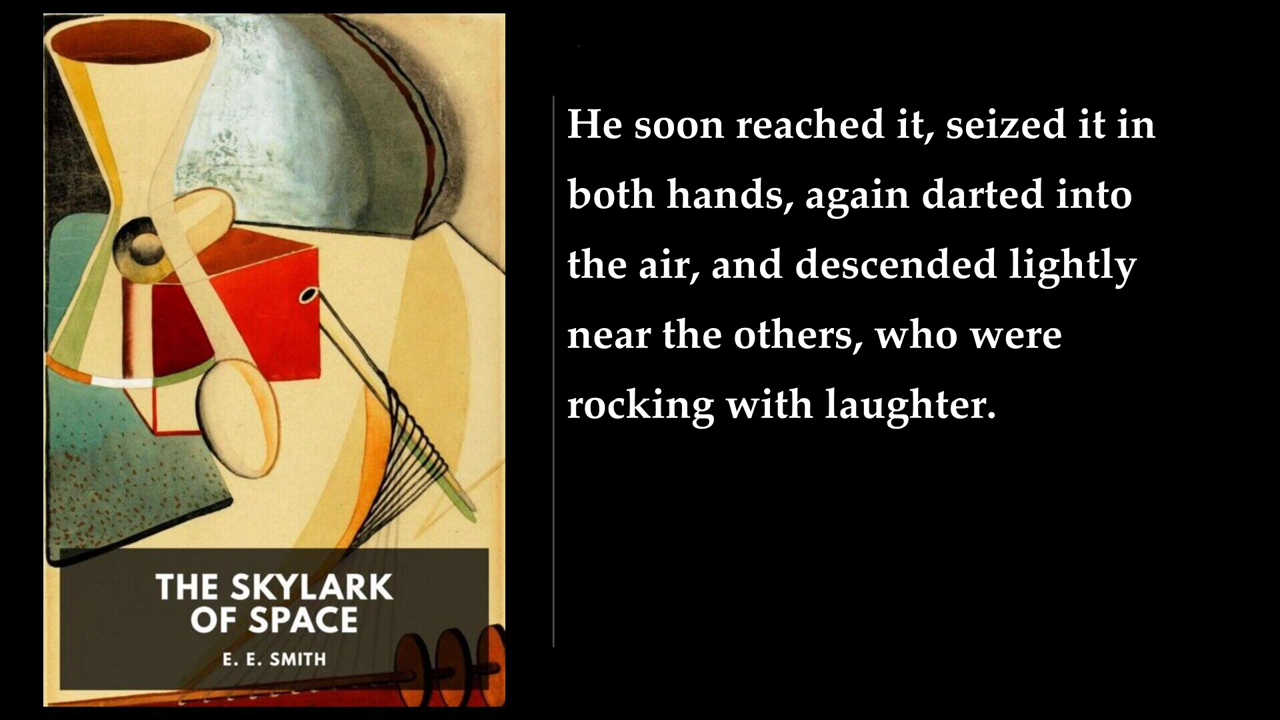 THE SKYLARK
OF SPACE
E. E. SMITH
He soon reached it, seized it in
both hands, again darted into
the air, and descended lightly
near the others, who were
rocking with laughter.